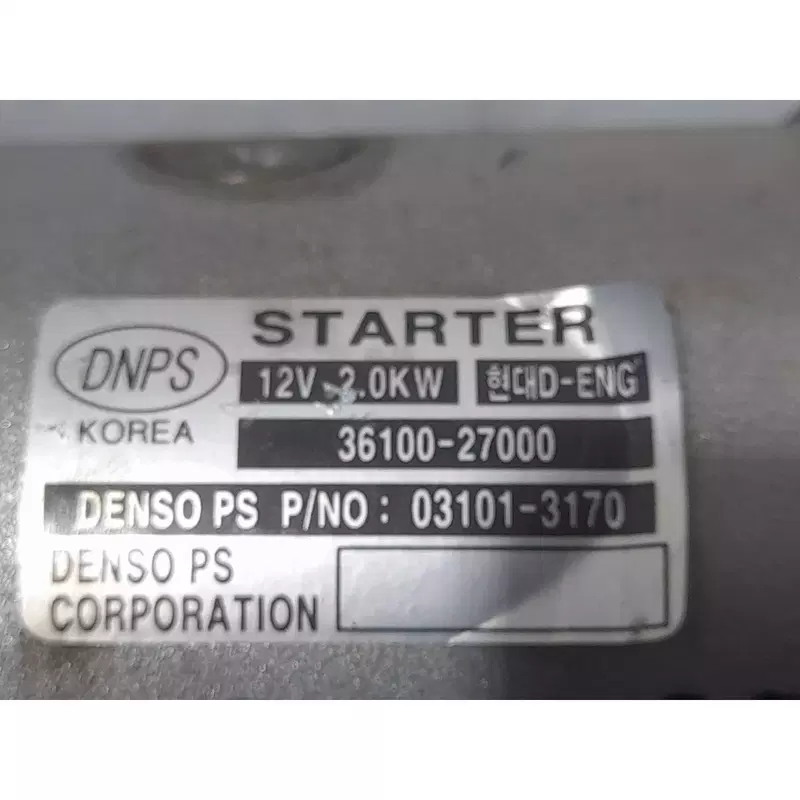 STARTER
DNPS
12V 2.0KW 현대D-ENG
KOREA
36100-27000
DENSO PS P/NO: 03101-3170
DENSO PS
CORPORATION